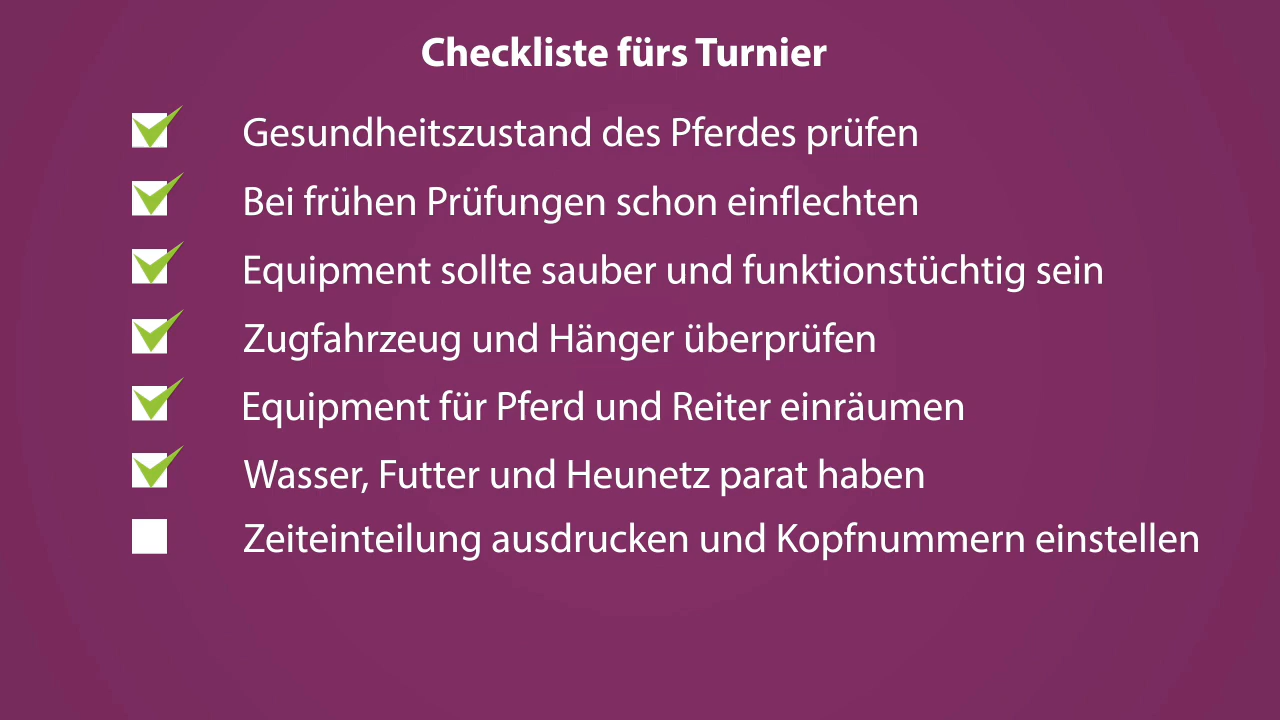 Checkliste fürs Turnier
Gesundheitszustand des Pferdes prüfen
Bei frühen Prüfungen schon einflechten
Equipment sollte sauber und funktionstüchtig sein
Zugfahrzeug und Hänger überprüfen
Equipment für Pferd und Reiter einräumen
Wasser, Futter und Heunetz parat haben
Zeiteinteilung ausdrucken und Kopfnummern einstellen